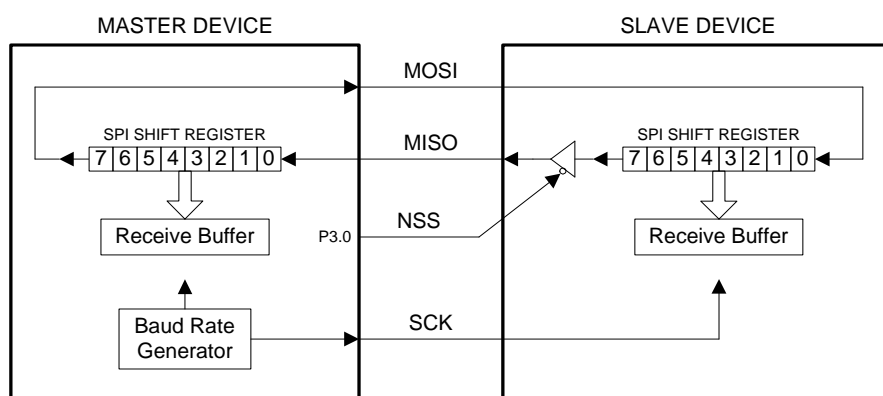 MASTER DEVICE
SLAVE DEVICE
MOSI
SPI SHIFT REGISTER
7 6 5 4 3 2 1 0
MISO
SPI SHIFT REGISTER
7 6 5 4 3 2 1 0
Receive Buffer
P3.0
NSS
Receive Buffer
Baud Rate
Generator
SCK